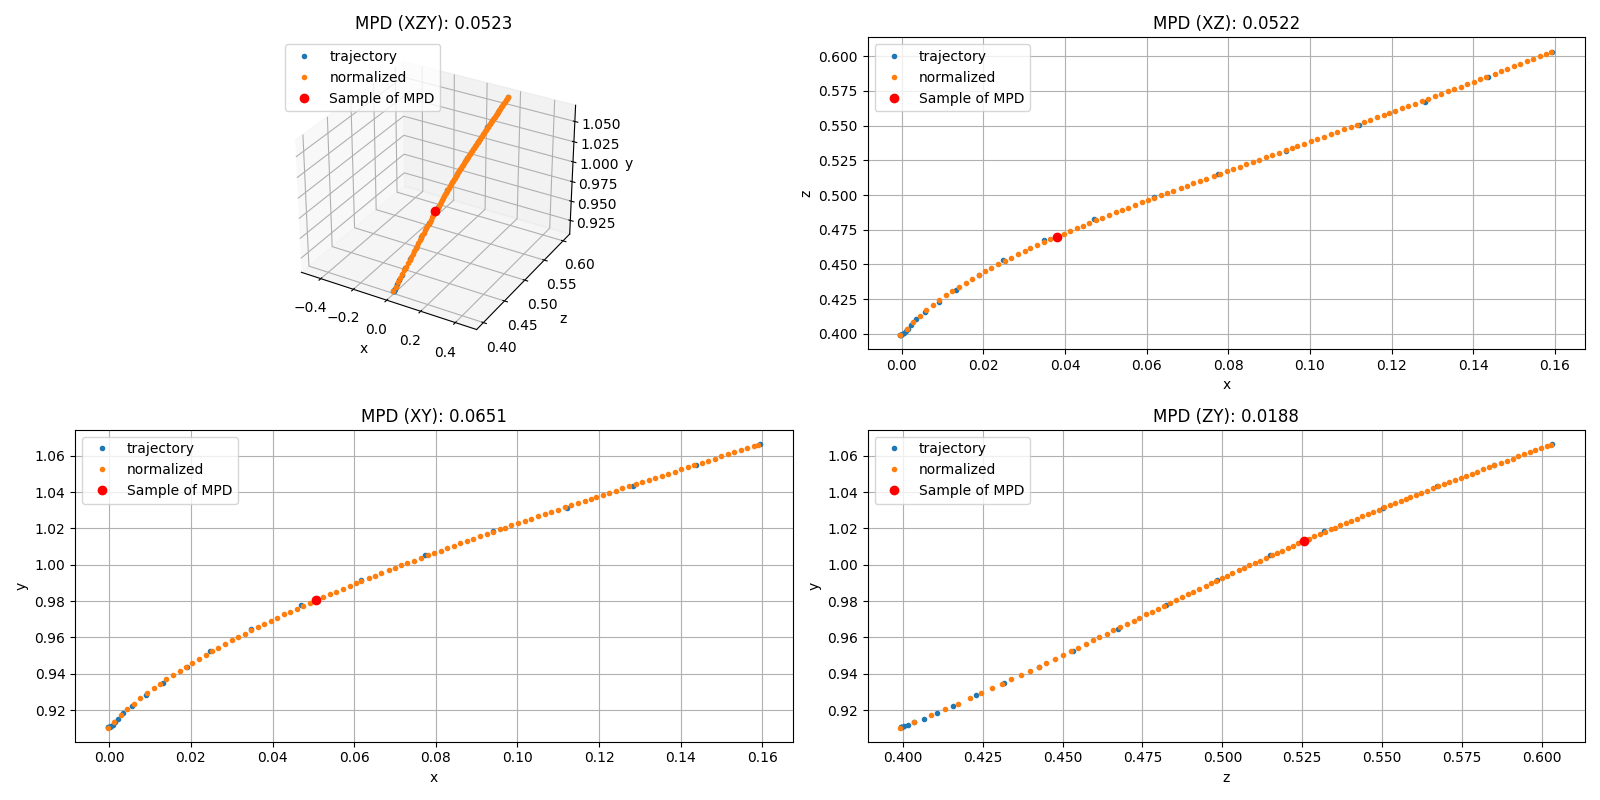 MPD (XZY): 0.0523
trajectory
normalized
Sample of MPD
1.050
1.025
1.000
0.975
0.950
0.925
y
−0.4
−0.2
0.0
0.2
0.4
x
0.40
0.45
0.50
0.55
0.60
z
MPD (XZ): 0.0522
trajectory
normalized
Sample of MPD
0.600
0.575
0.550
0.525
0.500
0.475
0.450
0.425
0.400
z
0.00 0.02 0.04 0.06 0.08 0.10 0.12 0.14 0.16
x
MPD (XY): 0.0651
trajectory
normalized
Sample of MPD
1.06
1.04
1.02
1.00
0.98
0.96
0.94
0.92
y
0.00 0.02 0.04 0.06 0.08 0.10 0.12 0.14 0.16
x
MPD (ZY): 0.0188
trajectory
normalized
Sample of MPD
1.06
1.04
1.02
1.00
0.98
0.96
0.94
0.92
y
0.400 0.425 0.450 0.475 0.500 0.525 0.550 0.575 0.600
z